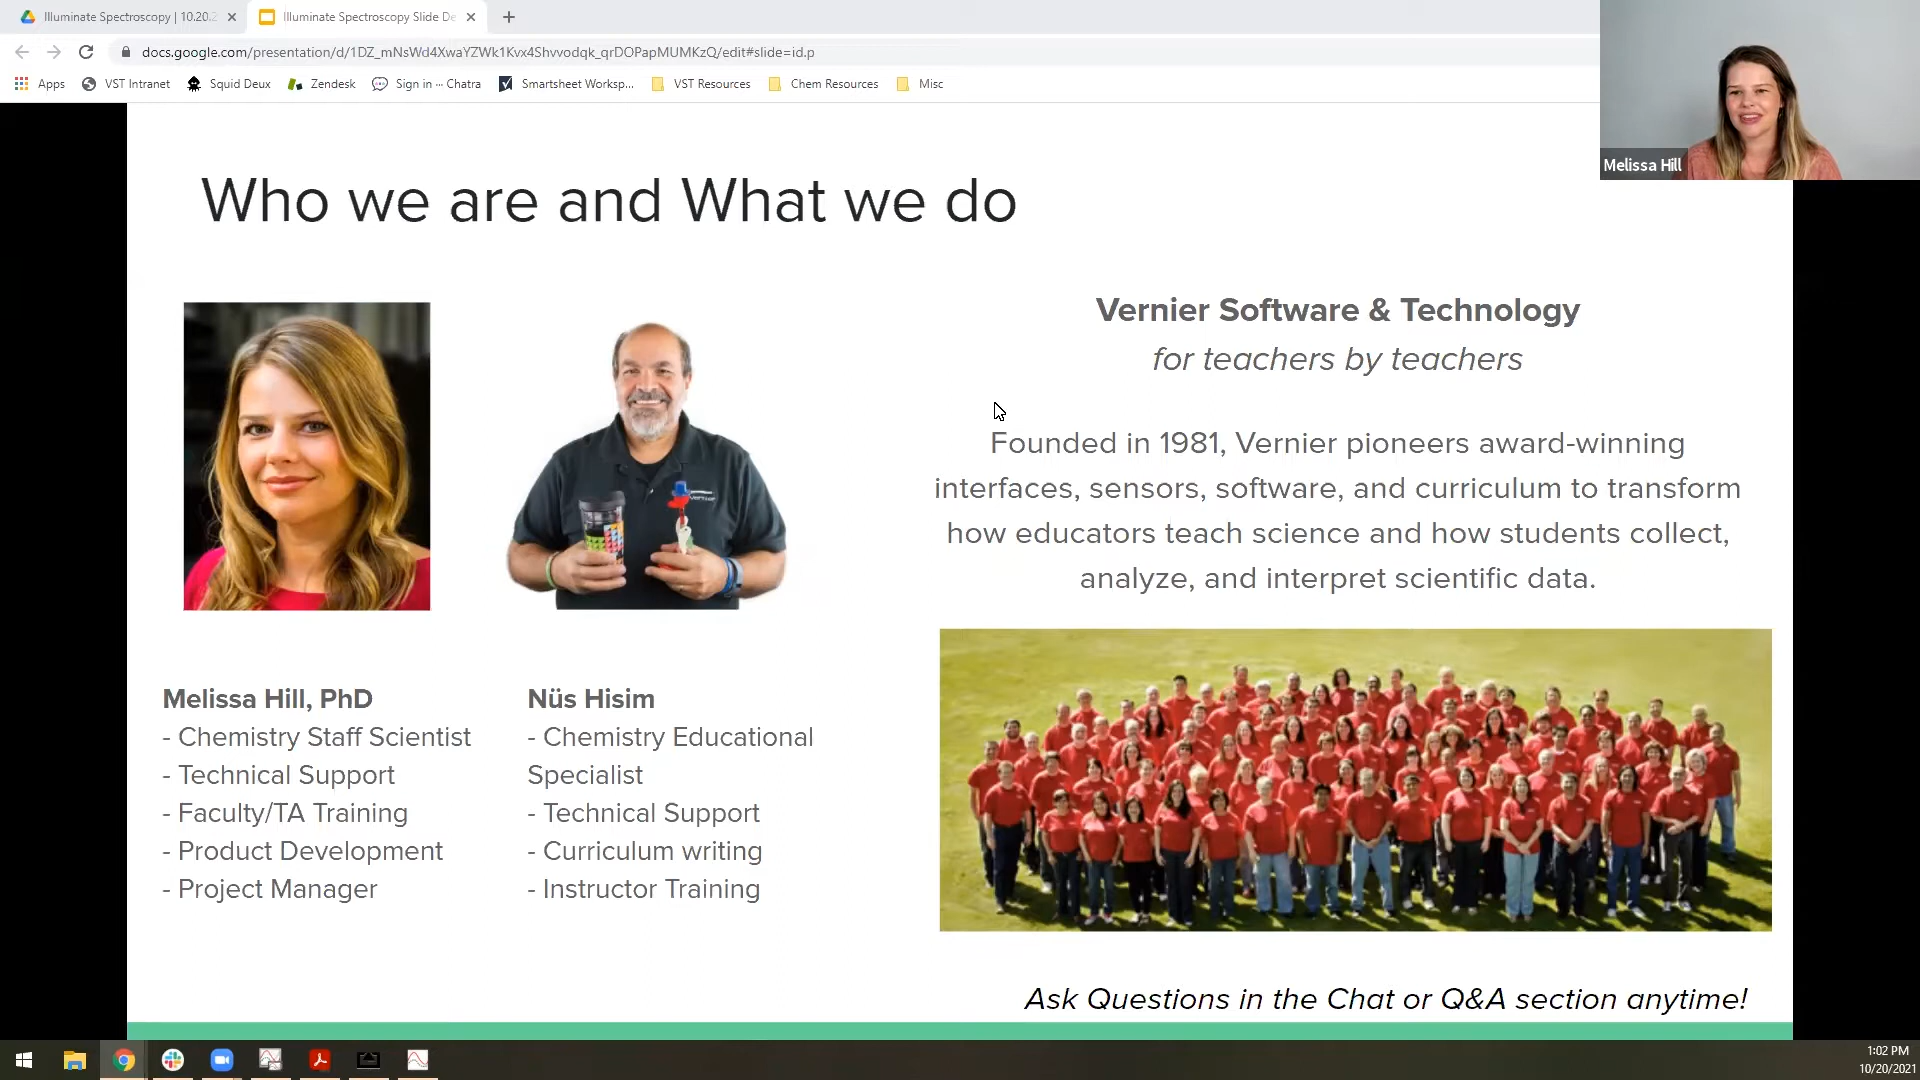 Illuminate Spectroscopy | 10.20.2
Illuminate Spectroscopy Slide De
docs.google.com/presentation/d/1DZ_mNsWd4XwaYZWk1Kvx4Shvvodqk_qrDOPapMUMKzQ/edit#slide=id.p
Apps VST Intranet Squid Deux Zendesk Sign in ·· Chatra Smartsheet Worksp... VST Resources Chem Resources Misc
Melissa Hill
Who we are and What we do
Vernier Software & Technology
for teachers by teachers
Founded in 1981, Vernier pioneers award-winning
interfaces, sensors, software, and curriculum to transform
how educators teach science and how students collect,
analyze, and interpret scientific data.
Melissa Hill, PhD
- Chemistry Staff Scientist
- Technical Support
- Faculty/TA Training
- Product Development
- Project Manager
Nüs Hisim
- Chemistry Educational
Specialist
- Technical Support
- Curriculum writing
- Instructor Training
Ask Questions in the Chat or Q&A section anytime!
1:02 PM
10/20/2021